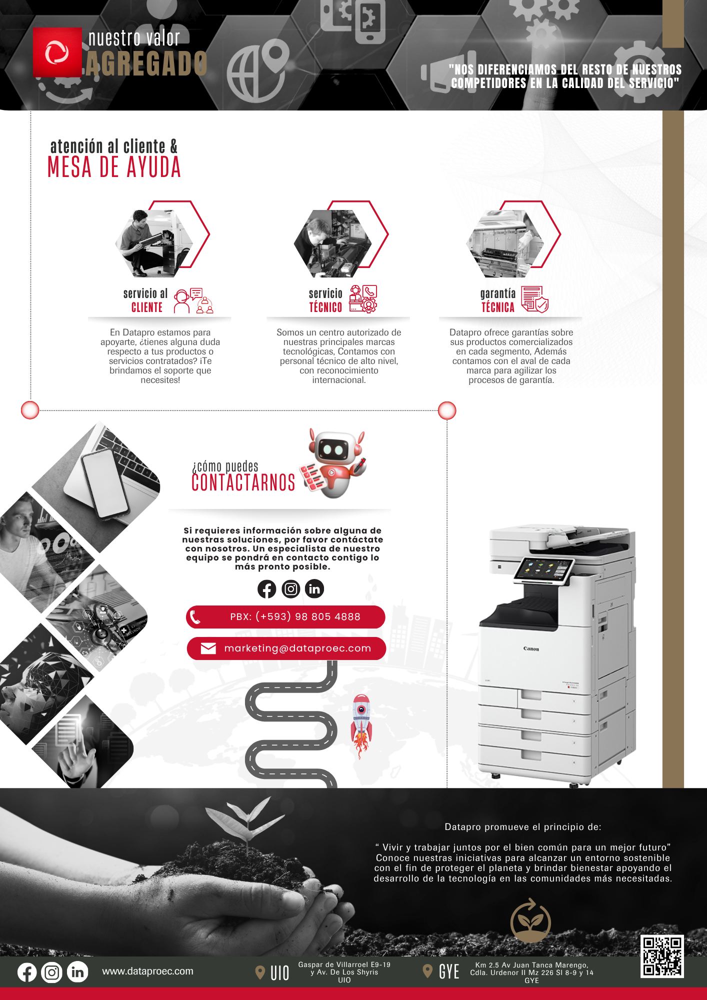 nuestro valor
AGREGADO
"NOS DIFERENCIAMOS DEL RESTO DE NUESTROS
COMPETIDORES EN LA CALIDAD DEL SERVICIO"
atención al cliente &
MESA DE AYUDA
servicio al
CLIENTE
En Datapro estamos para
apoyarte, ¿tienes alguna duda
respecto a tus productos o
servicios contratados? ¡Te
brindamos el soporte que
necesites!
servicio
TÉCNICO
Somos un centro autorizado de
nuestras principales marcas
tecnológicas, Contamos con
personal técnico de alto nivel,
con reconocimiento
internacional.
garantía
TÉCNICA
Datapro ofrece garantías sobre
sus productos comercializados
en cada segmento, Además
contamos con el aval de cada
marca para agilizar los
procesos de garantía.
¿cómo puedes
CONTACTARNOS
Si requieres información sobre alguna de
nuestras soluciones, por favor contáctate
con nosotros. Un especialista de nuestro
equipo se pondrá en contacto contigo lo
más pronto posible.
PBX: (+593) 98 805 4888
marketing@dataproec.com
Canon
Datapro promueve el principio de:
“ Vivir y trabajar juntos por el bien común para un mejor futuro”
Conoce nuestras iniciativas para alcanzar un entorno sostenible
con el fin de proteger el planeta y brindar bienestar apoyando el
desarrollo de la tecnología en las comunidades más necesitadas.
www.dataproec.com
UIO
Gaspar de Villarroel E9-19
y Av. De Los Shyris
UIO
GYE
Km 2.5 Av Juan Tanca Marengo,
Cdla. Urdenor II Mz 226 Sl 8-9 y 14
GYE